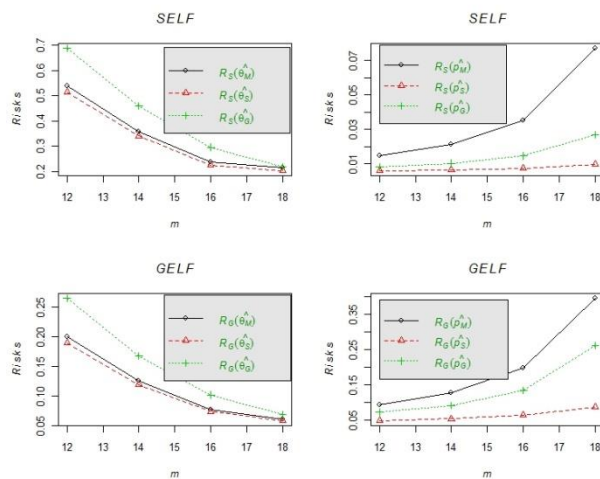 SELF
Risks
0.7
0.6
0.5
0.4
0.3
0.2
R_S(θ̂_M)
R_S(θ̂_S)
R_S(θ̂_G)
12 13 14 15 16 17 18
m
SELF
Risks
0.07
0.05
0.03
0.01
R_S(p̂_M)
R_S(p̂_S)
R_S(p̂_G)
12 13 14 15 16 17 18
m
GELF
Risks
0.25
0.20
0.15
0.10
0.05
R_G(θ̂_M)
R_G(θ̂_S)
R_G(θ̂_G)
12 13 14 15 16 17 18
m
GELF
Risks
0.35
0.25
0.15
0.05
R_G(p̂_M)
R_G(p̂_S)
R_G(p̂_G)
12 13 14 15 16 17 18
m